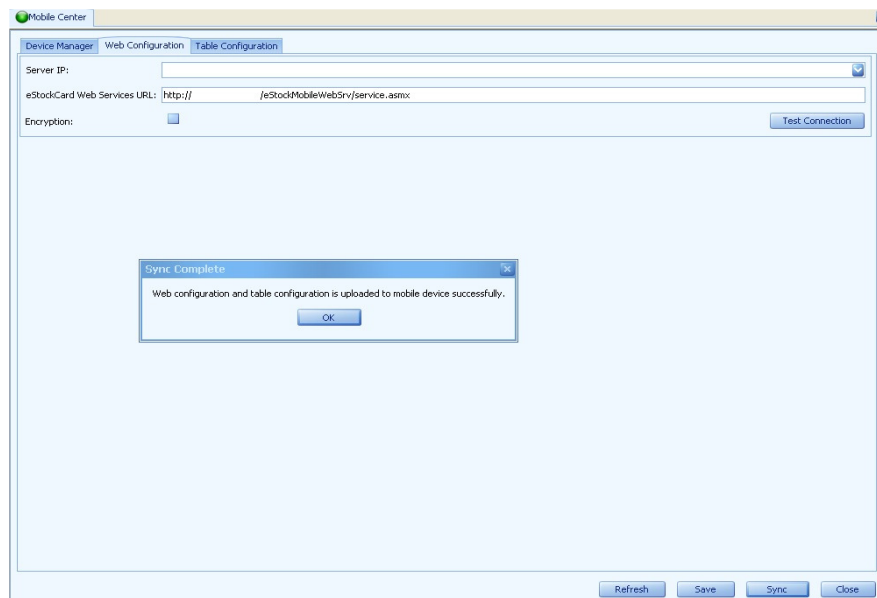 Mobile Center
Device Manager Web Configuration Table Configuration
Server IP:
eStockCard Web Services URL: http:// /eStockMobileWebSrv/service.asmx
Encryption: Test Connection
Sync Complete
Web configuration and table configuration is uploaded to mobile device successfully.
OK
Refresh Save Sync Close